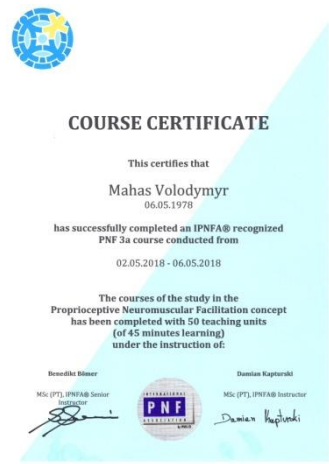 COURSE CERTIFICATE
This certifies that
Mahas Volodymyr
06.05.1978
has successfully completed an IPNFA® recognized
PNF 3a course conducted from
02.05.2018 - 06.05.2018
The courses of the study in the
Proprioceptive Neuromuscular Facilitation concept
has been completed with 50 teaching units
(of 45 minutes learning)
under the instruction of:
Benedikt Bömer
MSc (PT), IPNFA® Senior
Instructor
INTERNATIONAL
PNF
ASSOCIATION
Damian Kapturski
MSc (PT), IPNFA® Instructor
Damian Kapturski